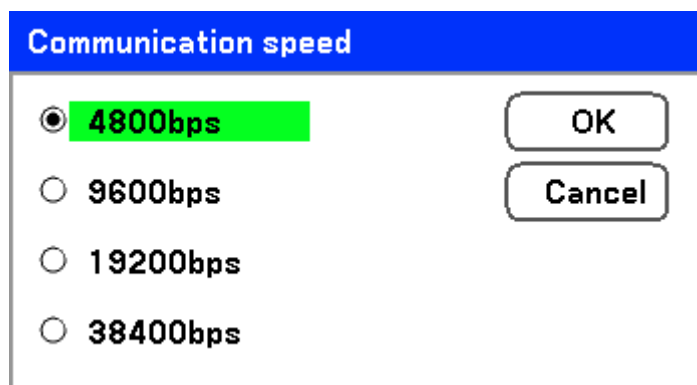 Communication speed
4800bps
OK
9600bps
Cancel
19200bps
38400bps